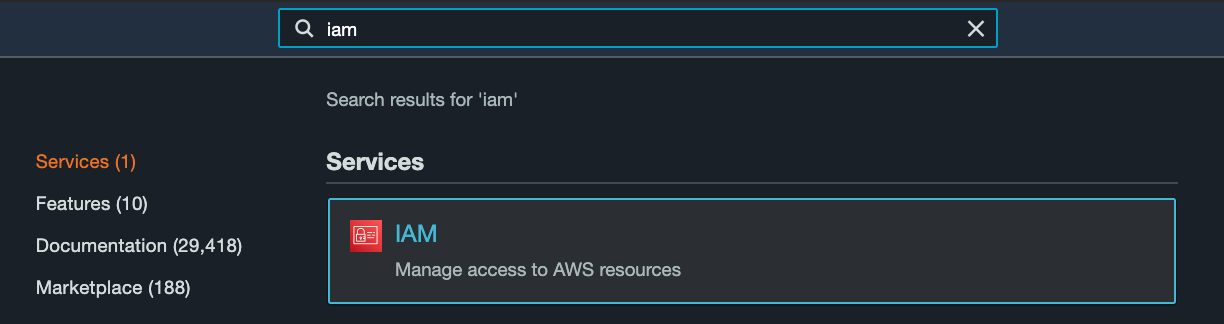 iam
Search results for 'iam'
Services (1)
Features (10)
Documentation (29,418)
Marketplace (188)
Services
IAM
Manage access to AWS resources